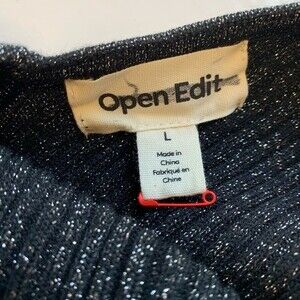 Open Edit
L
Made in
China
Fabriqué en
Chine